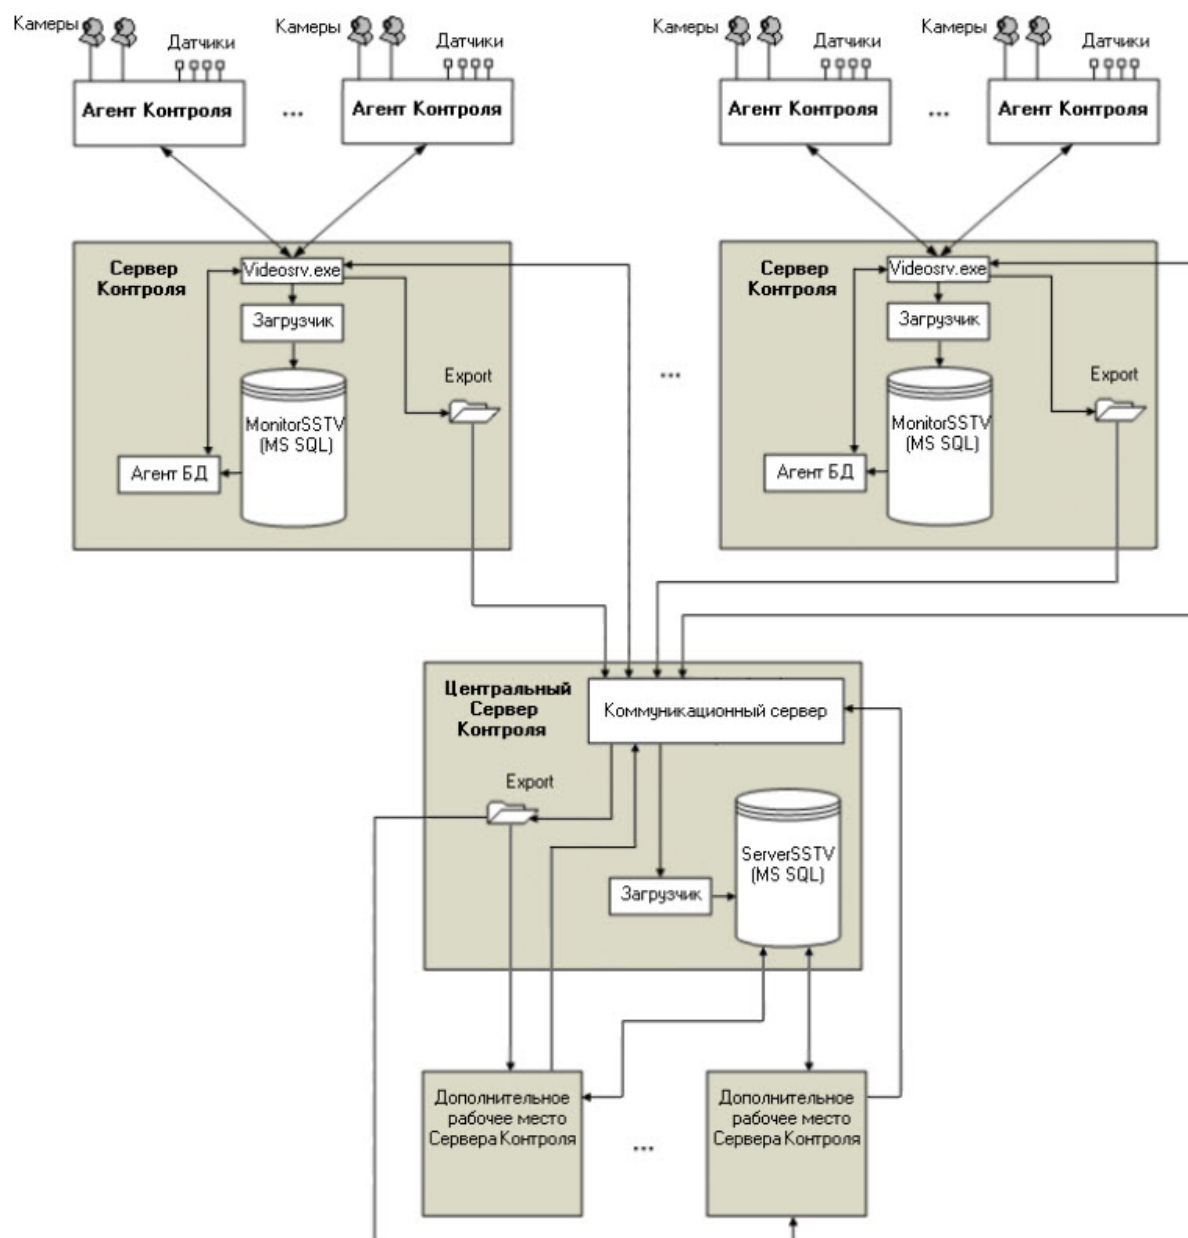 Камеры
Датчики
Агент Контроля
...
Камеры
Датчики
Агент Контроля
Камеры
Датчики
Агент Контроля
...
Камеры
Датчики
Агент Контроля
Сервер
Контроля
Videosrv.exe
Загрузчик
MonitorSSTV
(MS SQL)
Агент БД
Export
...
Сервер
Контроля
Videosrv.exe
Загрузчик
MonitorSSTV
(MS SQL)
Агент БД
Export
Центральный
Сервер
Контроля
Коммуникационный сервер
Export
Загрузчик
ServerSSTV
(MS SQL)
Дополнительное
рабочее место
Сервера Контроля
...
Дополнительное
рабочее место
Сервера Контроля